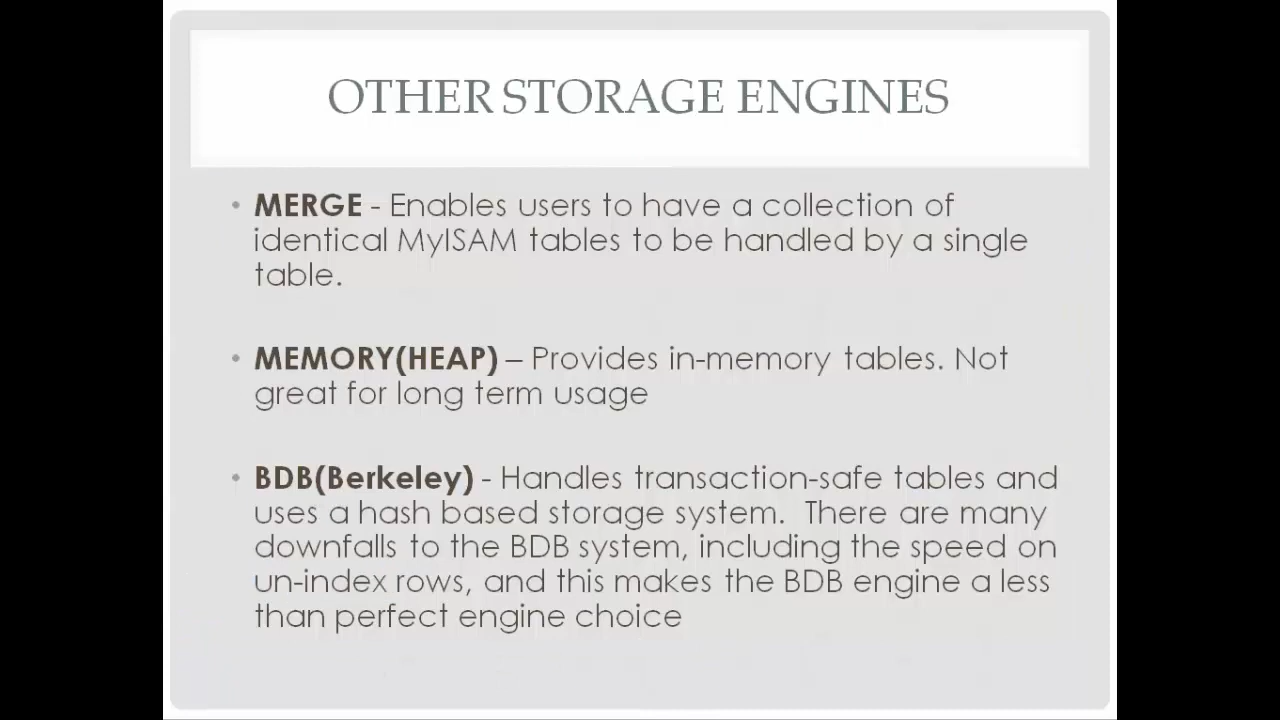 OTHER STORAGE ENGINES
• MERGE - Enables users to have a collection of
identical MyISAM tables to be handled by a single
table.
• MEMORY(HEAP) – Provides in-memory tables. Not
great for long term usage
• BDB(Berkeley) - Handles transaction-safe tables and
uses a hash based storage system.  There are many
downfalls to the BDB system, including the speed on
un-index rows, and this makes the BDB engine a less
than perfect engine choice